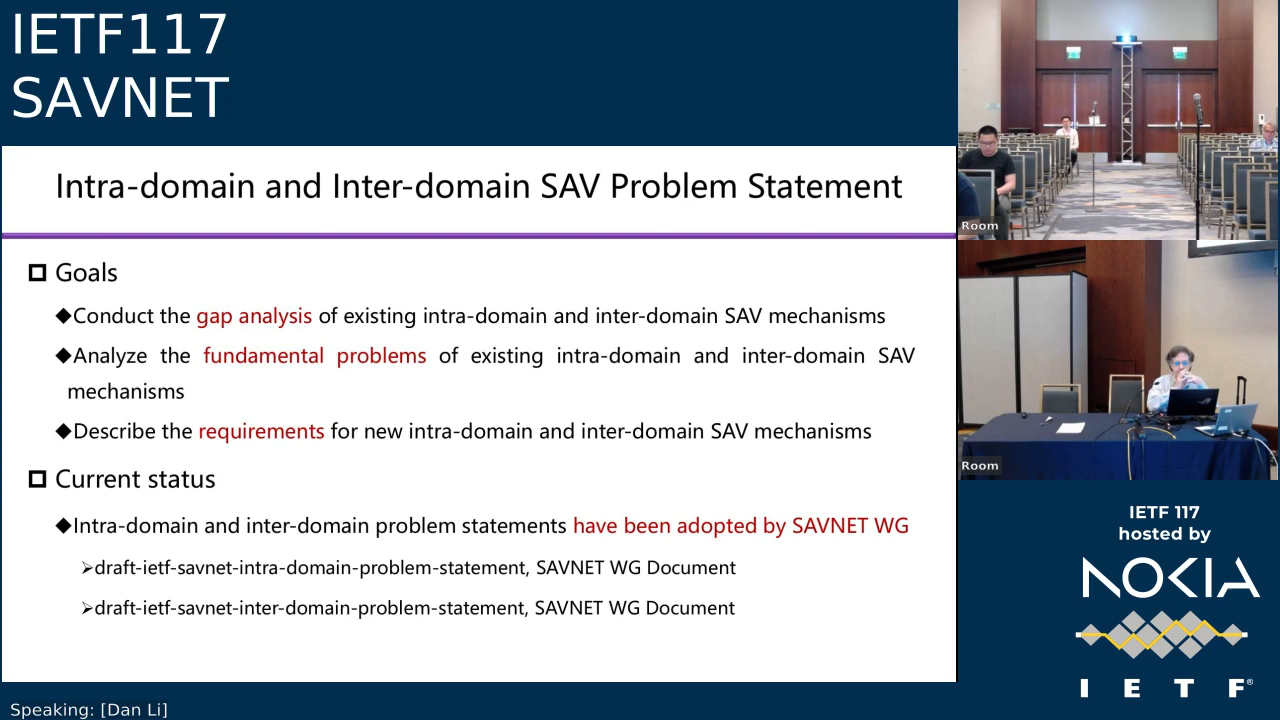 IETF117
SAVNET
Intra-domain and Inter-domain SAV Problem Statement
Goals
Conduct the gap analysis of existing intra-domain and inter-domain SAV mechanisms
Analyze the fundamental problems of existing intra-domain and inter-domain SAV
mechanisms
Describe the requirements for new intra-domain and inter-domain SAV mechanisms
Current status
Intra-domain and inter-domain problem statements have been adopted by SAVNET WG
draft-ietf-savnet-intra-domain-problem-statement, SAVNET WG Document
draft-ietf-savnet-inter-domain-problem-statement, SAVNET WG Document
Room
Room
IETF 117
hosted by
NOKIA
I E T F®
Speaking: [Dan Li]